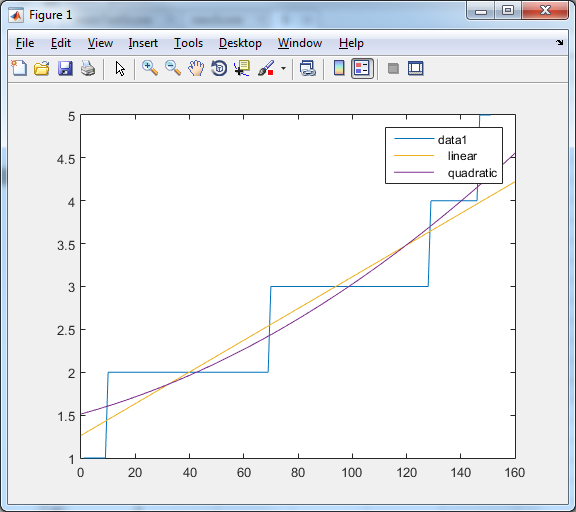 Figure 1
File Edit View Insert Tools Desktop Window Help
5
4.5
4
3.5
3
2.5
2
1.5
1
data1
linear
quadratic
0 20 40 60 80 100 120 140 160